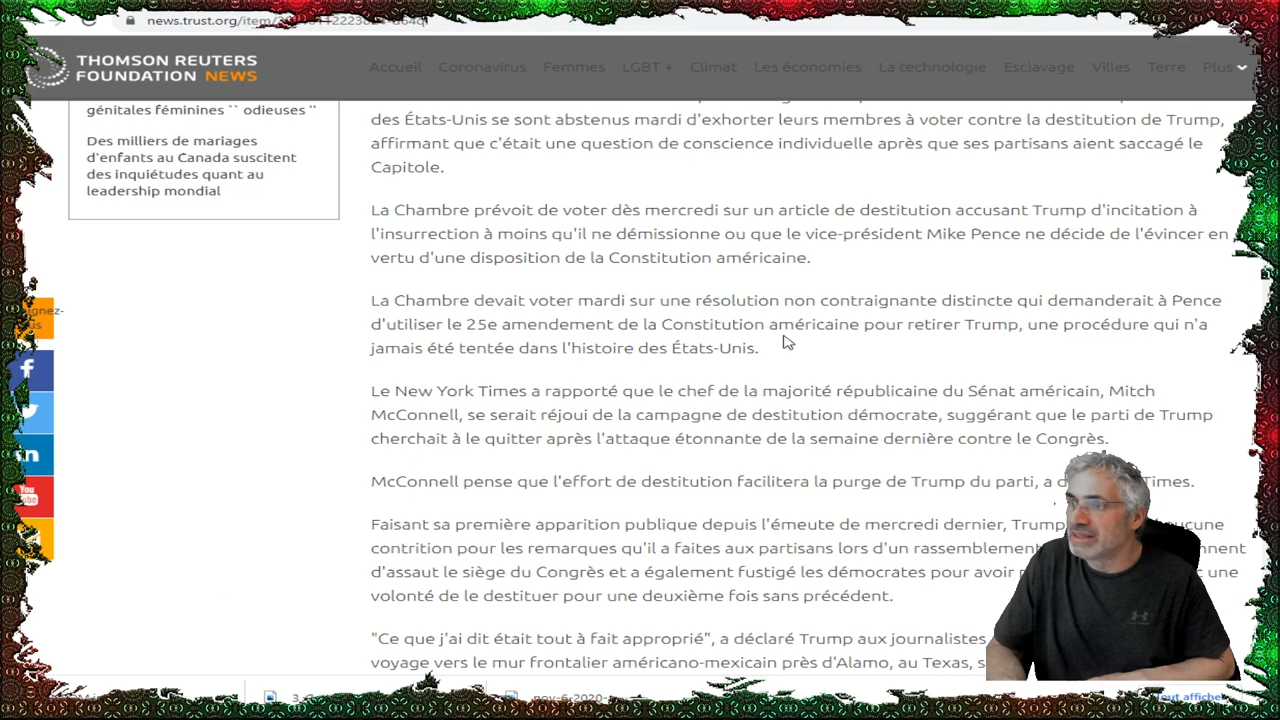 news.trust.org/item/
THOMSON REUTERS
FOUNDATION NEWS
Accueil Coronavirus Femmes LGBT + Climat Les économies La technologie Esclavage Villes Terre Plus
génitales féminines `` odieuses ''
Des milliers de mariages
d'enfants au Canada suscitent
des inquiétudes quant au
leadership mondial
des États-Unis se sont abstenus mardi d'exhorter leurs membres à voter contre la destitution de Trump,
affirmant que c'était une question de conscience individuelle après que ses partisans aient saccagé le
Capitole.
La Chambre prévoit de voter dès mercredi sur un article de destitution accusant Trump d'incitation à
l'insurrection à moins qu'il ne démissionne ou que le vice-président Mike Pence ne décide de l'évincer en
vertu d'une disposition de la Constitution américaine.
La Chambre devait voter mardi sur une résolution non contraignante distincte qui demanderait à Pence
d'utiliser le 25e amendement de la Constitution américaine pour retirer Trump, une procédure qui n'a
jamais été tentée dans l'histoire des États-Unis.
Le New York Times a rapporté que le chef de la majorité républicaine du Sénat américain, Mitch
McConnell, se serait réjoui de la campagne de destitution démocrate, suggérant que le parti de Trump
cherchait à le quitter après l'attaque étonnante de la semaine dernière contre le Congrès.
McConnell pense que l'effort de destitution facilitera la purge de Trump du parti, a Times.
Faisant sa première apparition publique depuis l'émeute de mercredi dernier, Trump
contrition pour les remarques qu'il a faites aux partisans lors d'un rassemblement
d'assaut le siège du Congrès et a également fustigé les démocrates pour avoir une
volonté de le destituer pour une deuxième fois sans précédent.
"Ce que j'ai dit était tout à fait approprié", a déclaré Trump aux journalistes
voyage vers le mur frontalier américano-mexicain près d'Alamo, au Texas,
f
in
You
Tube
nov-6-2020-
Tout affiche